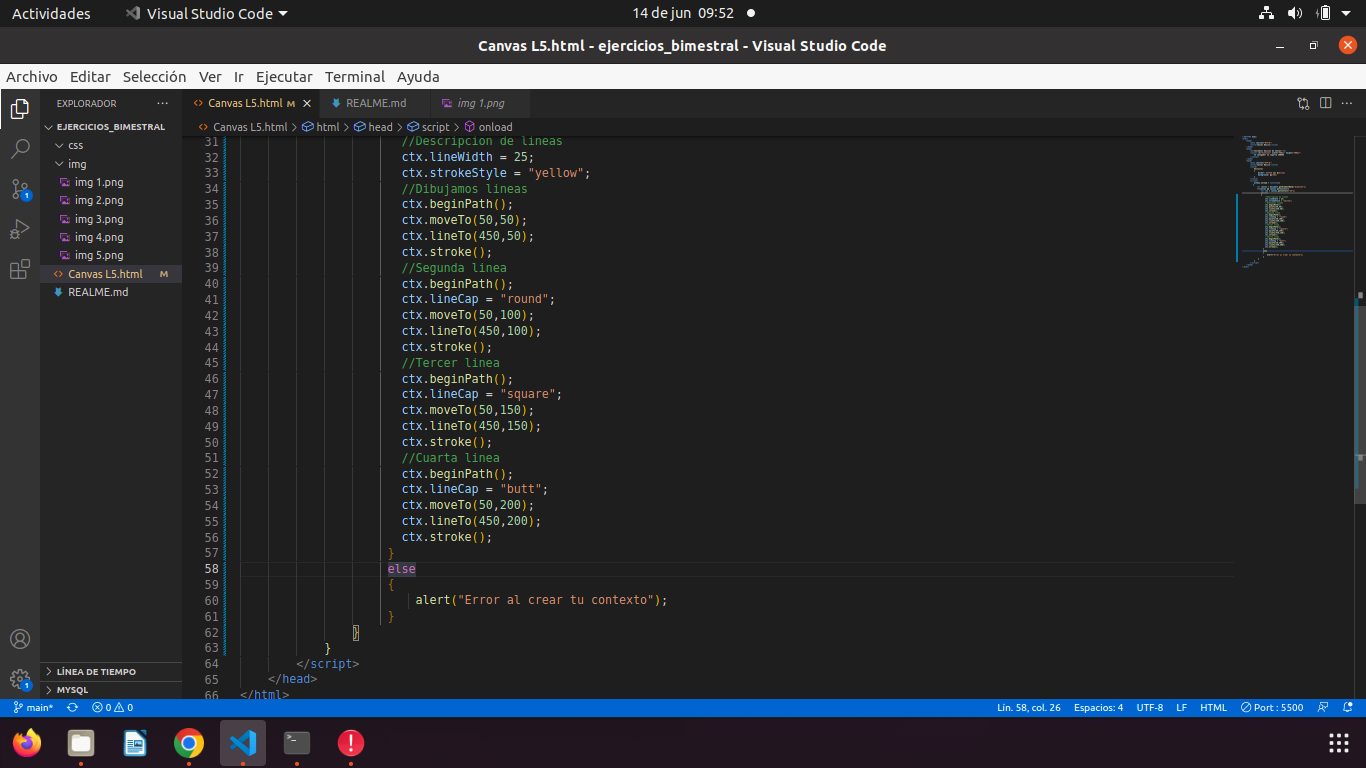 Actividades
Visual Studio Code
14 de jun 09:52
Canvas L5.html - ejercicios_bimestral - Visual Studio Code
Archivo Editar Selección Ver Ir Ejecutar Terminal Ayuda
EXPLORADOR
EJERCICIOS_BIMESTRAL
css
img
img 1.png
img 2.png
img 3.png
img 4.png
img 5.png
Canvas L5.html M
REALME.md
LÍNEA DE TIEMPO
MYSQL
1
1
Canvas L5.html M
REALME.md
img 1.png
Canvas L5.html > html > head > script > onload
31 //Descripcion de lineas
32 ctx.lineWidth = 25;
33 ctx.strokeStyle = "yellow";
34 //Dibujamos lineas
35 ctx.beginPath();
36 ctx.moveTo(50,50);
37 ctx.lineTo(450,50);
38 ctx.stroke();
39 //Segunda linea
40 ctx.beginPath();
41 ctx.lineCap = "round";
42 ctx.moveTo(50,100);
43 ctx.lineTo(450,100);
44 ctx.stroke();
45 //Tercer linea
46 ctx.beginPath();
47 ctx.lineCap = "square";
48 ctx.moveTo(50,150);
49 ctx.lineTo(450,150);
50 ctx.stroke();
51 //Cuarta linea
52 ctx.beginPath();
53 ctx.lineCap = "butt";
54 ctx.moveTo(50,200);
55 ctx.lineTo(450,200);
56 ctx.stroke();
57 }
58 else
59 {
60 alert("Error al crear tu contexto");
61 }
62 }
63 }
64 </script>
65 </head>
66 </html>
main* 0 0
Lín. 58, col. 26 Espacios: 4 UTF-8 LF HTML Port : 5500